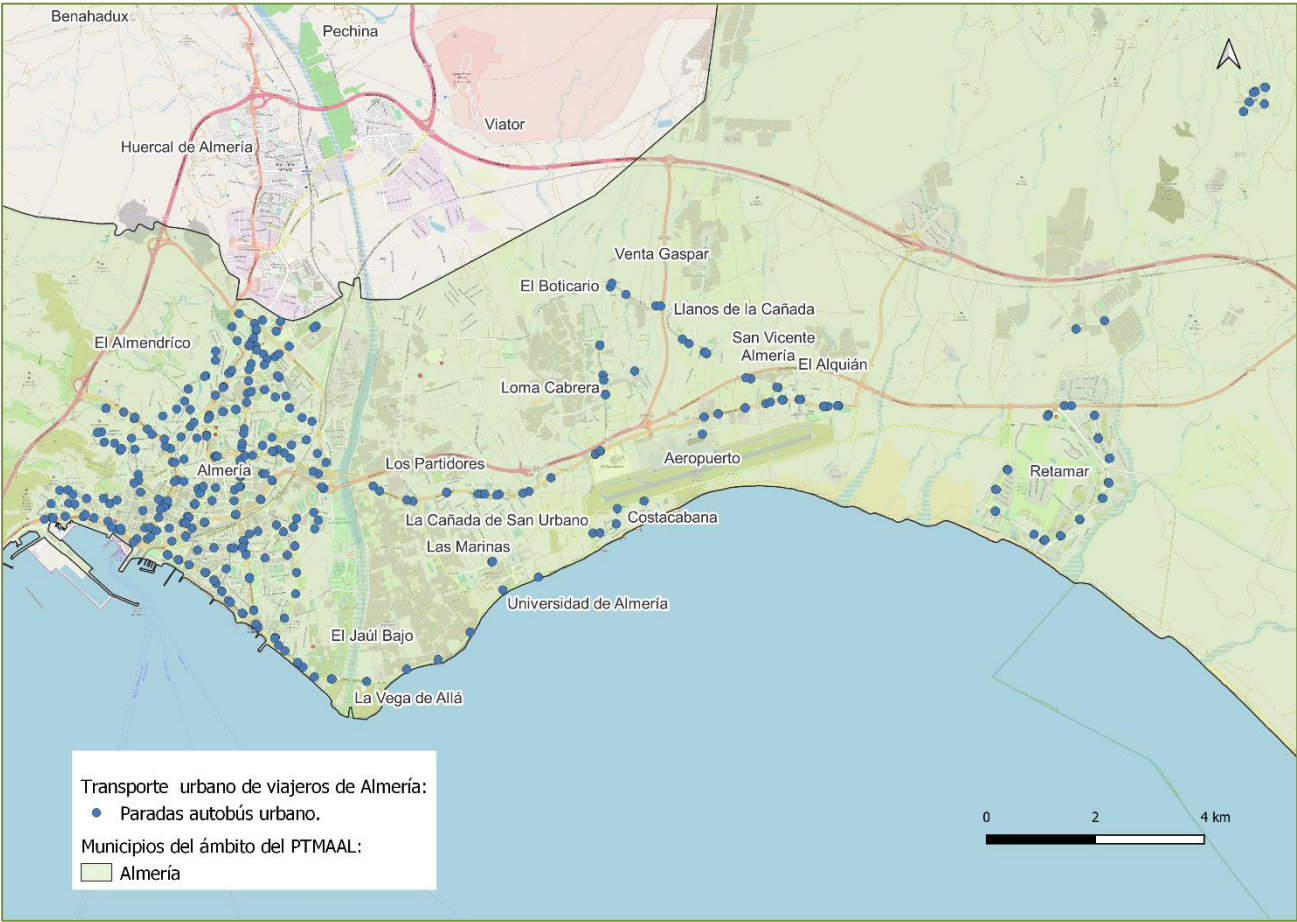 Benahadux
Pechina
Viator
Huercal de Almería
Venta Gaspar
El Boticario
Llanos de la Cañada
San Vicente
Almería
El Alquián
El Almendríco
Loma Cabrera
Los Partidores
Almería
Aeropuerto
Retamar
La Cañada de San Urbano
Costacabana
Las Marinas
Universidad de Almería
El Jaúl Bajo
La Vega de Allá
Transporte urbano de viajeros de Almería:
Paradas autobús urbano.
Municipios del ámbito del PTMAAL:
Almería
0 2 4 km